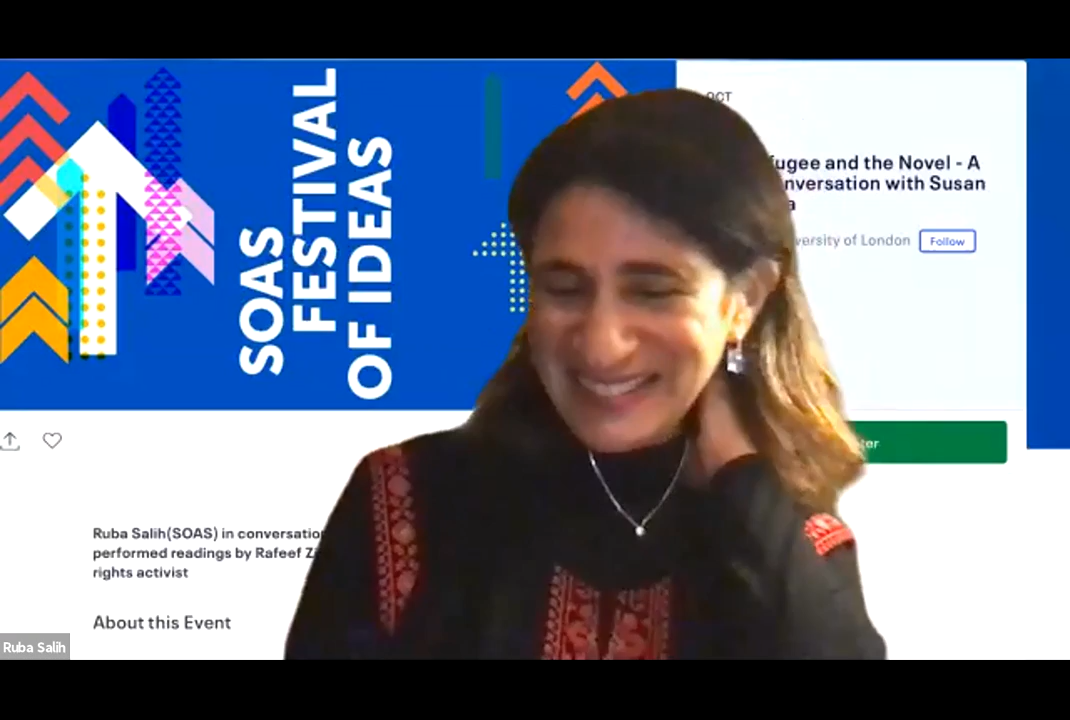 SOAS
FESTIVAL
OF IDEAS
OCT
ugee and the Novel - A
nversation with Susan
a
versity of London
Follow
ter
Ruba Salih(SOAS) in conversation
performed readings by Rafeef Z
rights activist
About this Event
Ruba Salih